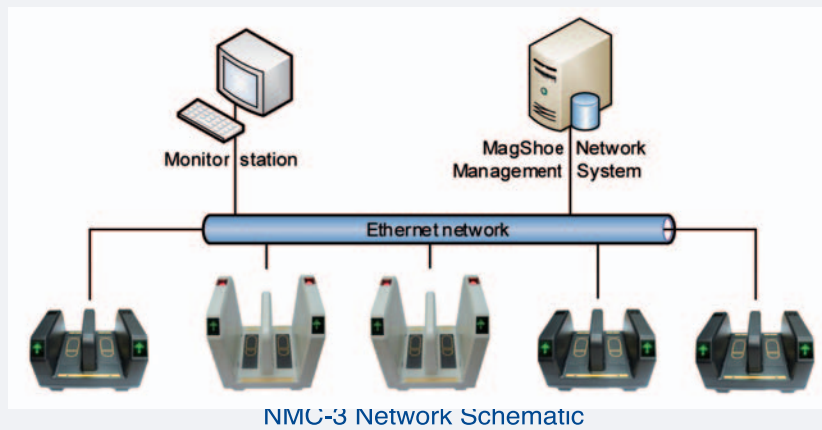 Monitor station
MagShoe Network
Management System
Ethernet network
NMC-3 Network Schematic